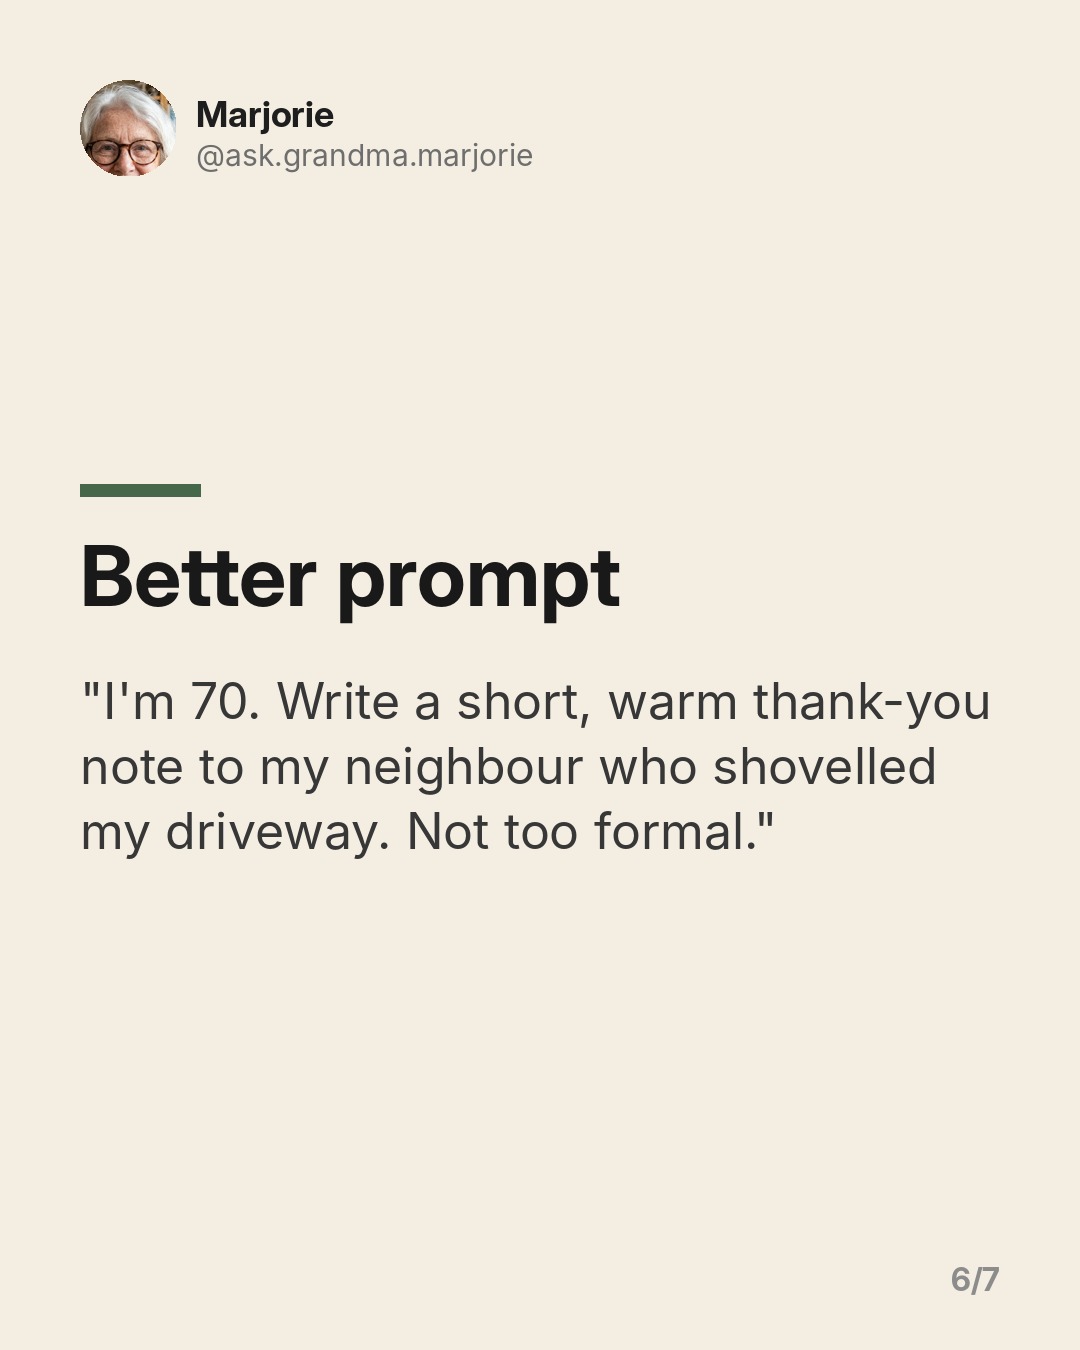 Marjorie
@ask.grandma.marjorie
Better prompt
"I'm 70. Write a short, warm thank-you
note to my neighbour who shovelled
my driveway. Not too formal."
6/7